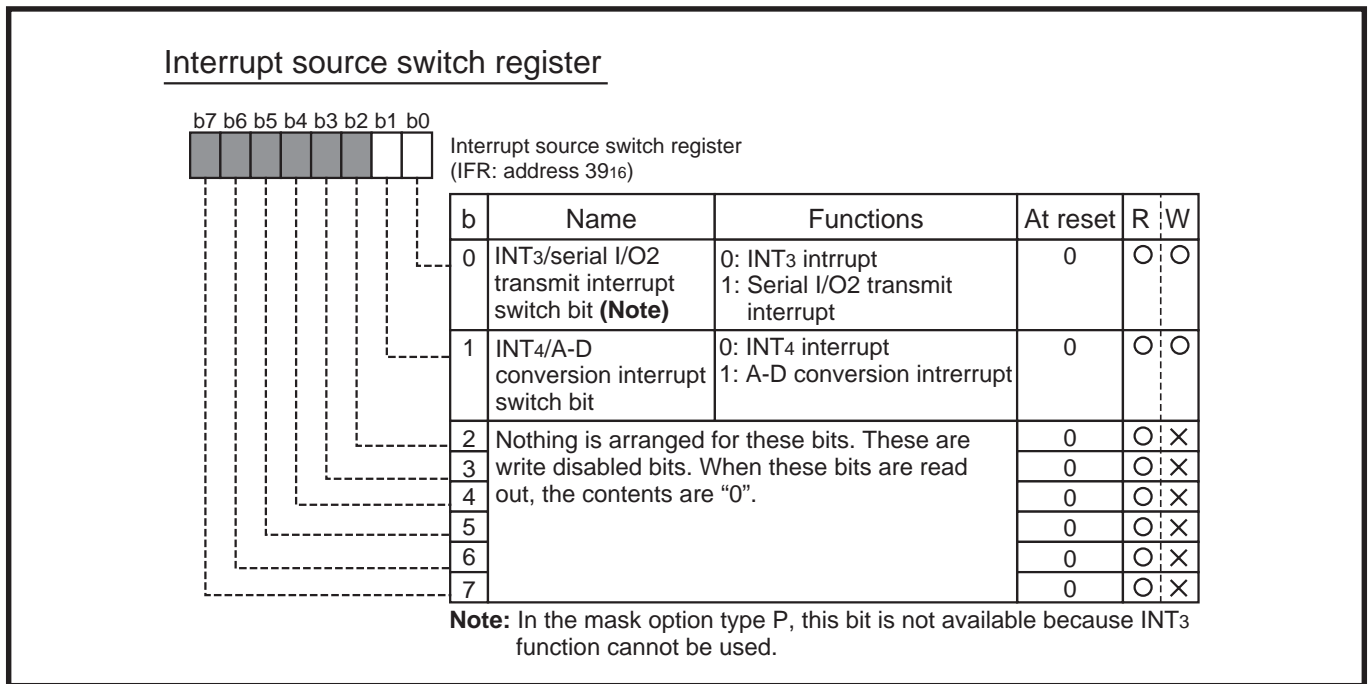 Interrupt source switch register
b7 b6 b5 b4 b3 b2 b1 b0
Interrupt source switch register
(IFR: address 3916)
b Name Functions At reset R W
0 INT3/serial I/O2 transmit interrupt switch bit (Note) 0: INT3 intrrupt 1: Serial I/O2 transmit interrupt 0 O O
1 INT4/A-D conversion interrupt switch bit 0: INT4 interrupt 1: A-D conversion intrerrupt 0 O O
2 Nothing is arranged for these bits. These are 0 O ✕
3 write disabled bits. When these bits are read 0 O ✕
4 out, the contents are “0”. 0 O ✕
5 0 O ✕
6 0 O ✕
7 0 O ✕
Note: In the mask option type P, this bit is not available because INT3
function cannot be used.